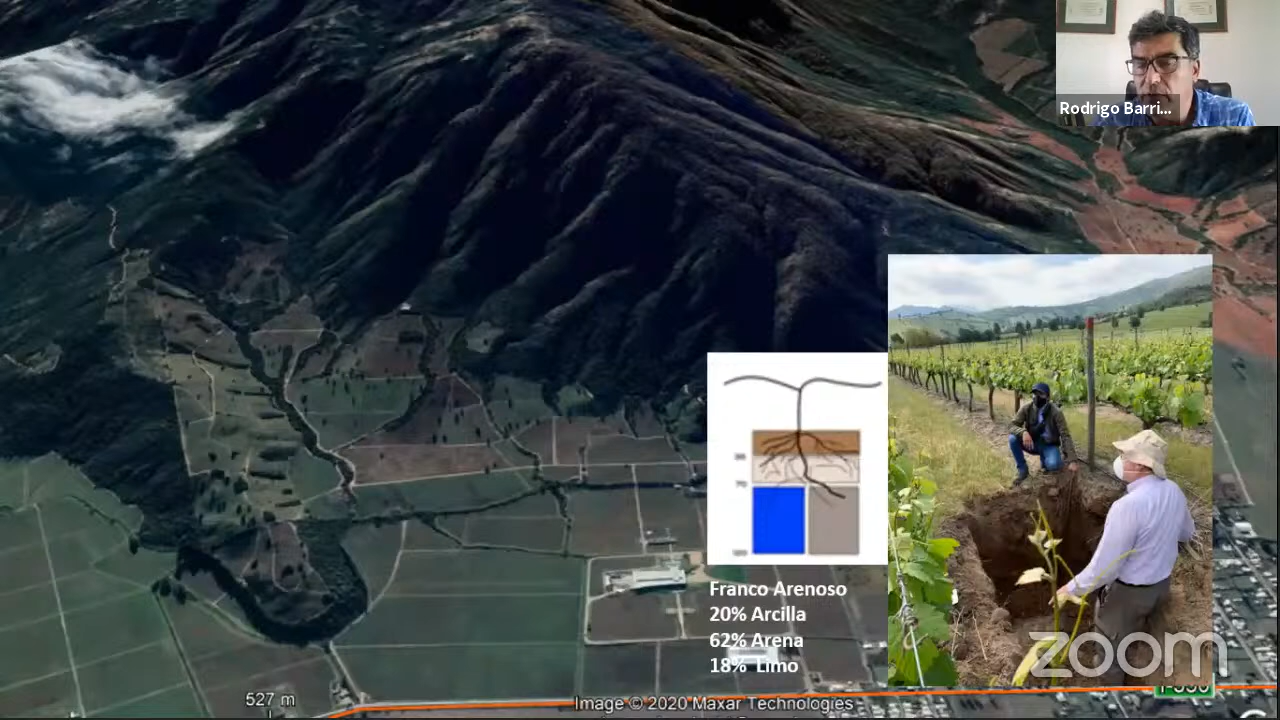 Rodrigo Barri...
Franco Arenoso
20% Arcilla
62% Arena
18% Limo
zoom
527 m
Image © 2020 Maxar Technologies